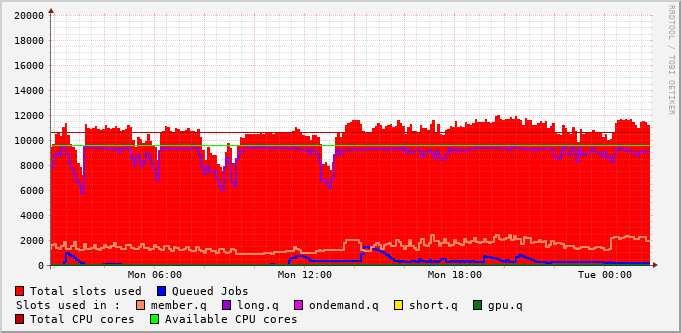 20000
18000
16000
14000
12000
10000
8000
6000
4000
2000
0
Mon 06:00 Mon 12:00 Mon 18:00 Tue 00:00
RRDTOOL / TOBI OETIKER
Total slots used Queued Jobs
Slots used in : member.q long.q ondemand.q short.q gpu.q
Total CPU cores Available CPU cores